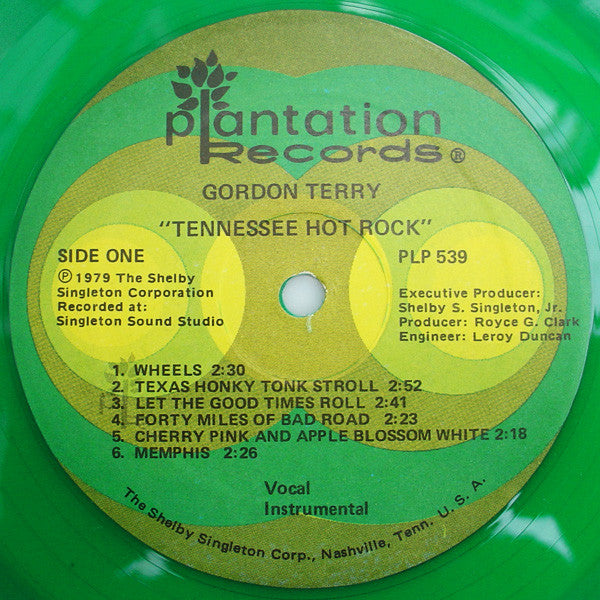 plantation
Records®
GORDON TERRY
"TENNESSEE HOT ROCK"
SIDE ONE
PLP 539
℗ 1979 The Shelby
Singleton Corporation
Recorded at:
Singleton Sound Studio
Executive Producer:
Shelby S. Singleton, Jr.
Producer: Royce G. Clark
Engineer: Leroy Duncan
1. WHEELS 2:30
2. TEXAS HONKY TONK STROLL 2:52
3. LET THE GOOD TIMES ROLL 2:41
4. FORTY MILES OF BAD ROAD 2:23
5. CHERRY PINK AND APPLE BLOSSOM WHITE 2:18
6. MEMPHIS 2:26
Vocal
Instrumental
The Shelby Singleton Corp., Nashville, Tenn. U. S. A.